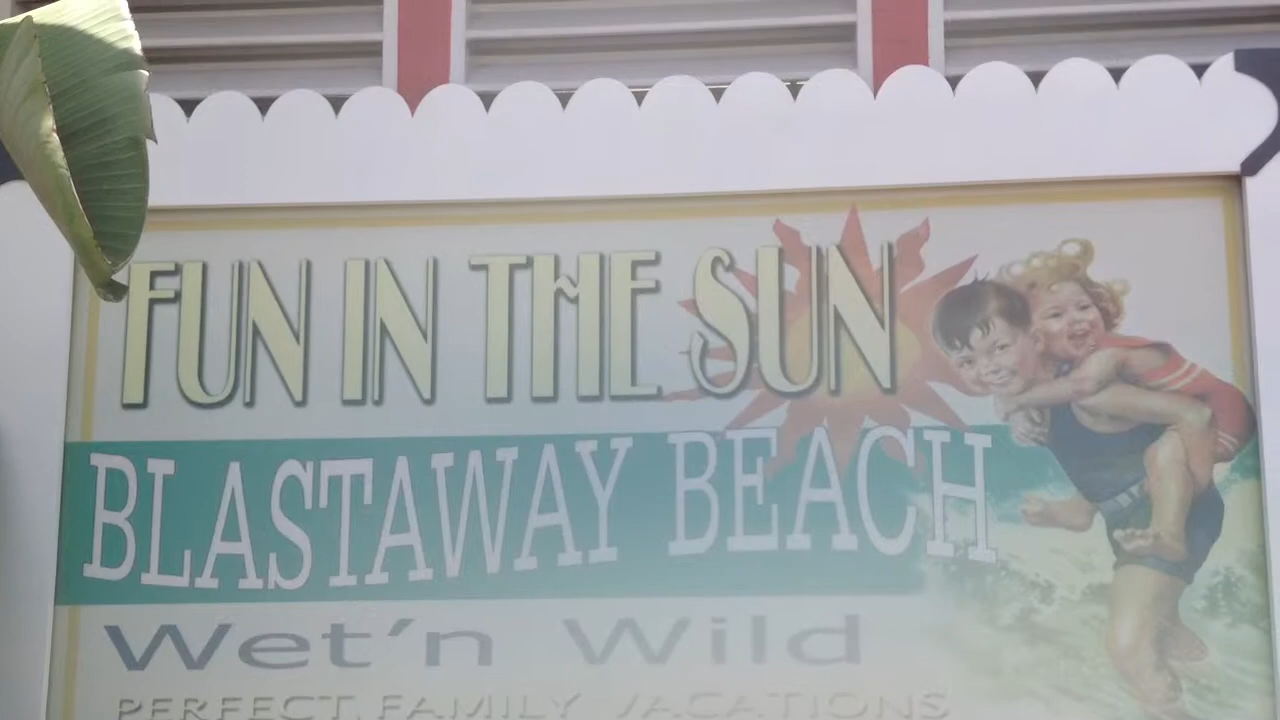 FUN IN THE SUN
BLASTAWAY BEACH
Wet'n Wild
PERFECT FAMILY VACATIONS